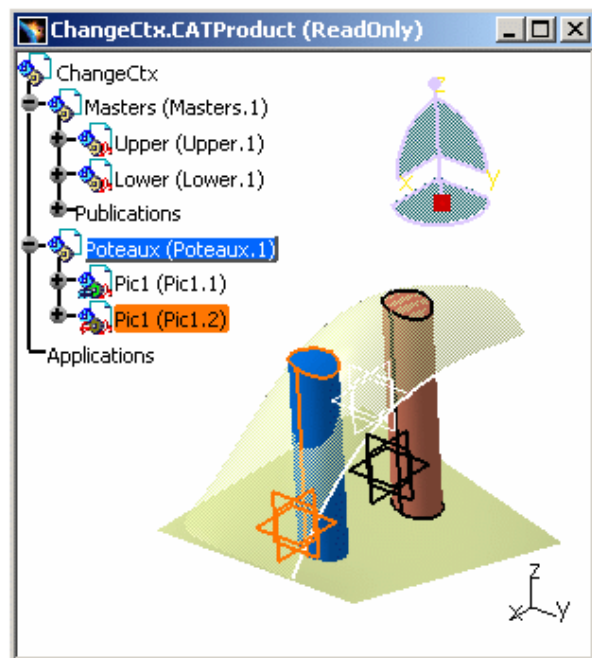 ChangeCtx.CATProduct (ReadOnly)
ChangeCtx
Masters (Masters.1)
Upper (Upper.1)
Lower (Lower.1)
Publications
Poteaux (Poteaux.1)
Pic1 (Pic1.1)
Pic1 (Pic1.2)
Applications
z
x
y
z
x
y